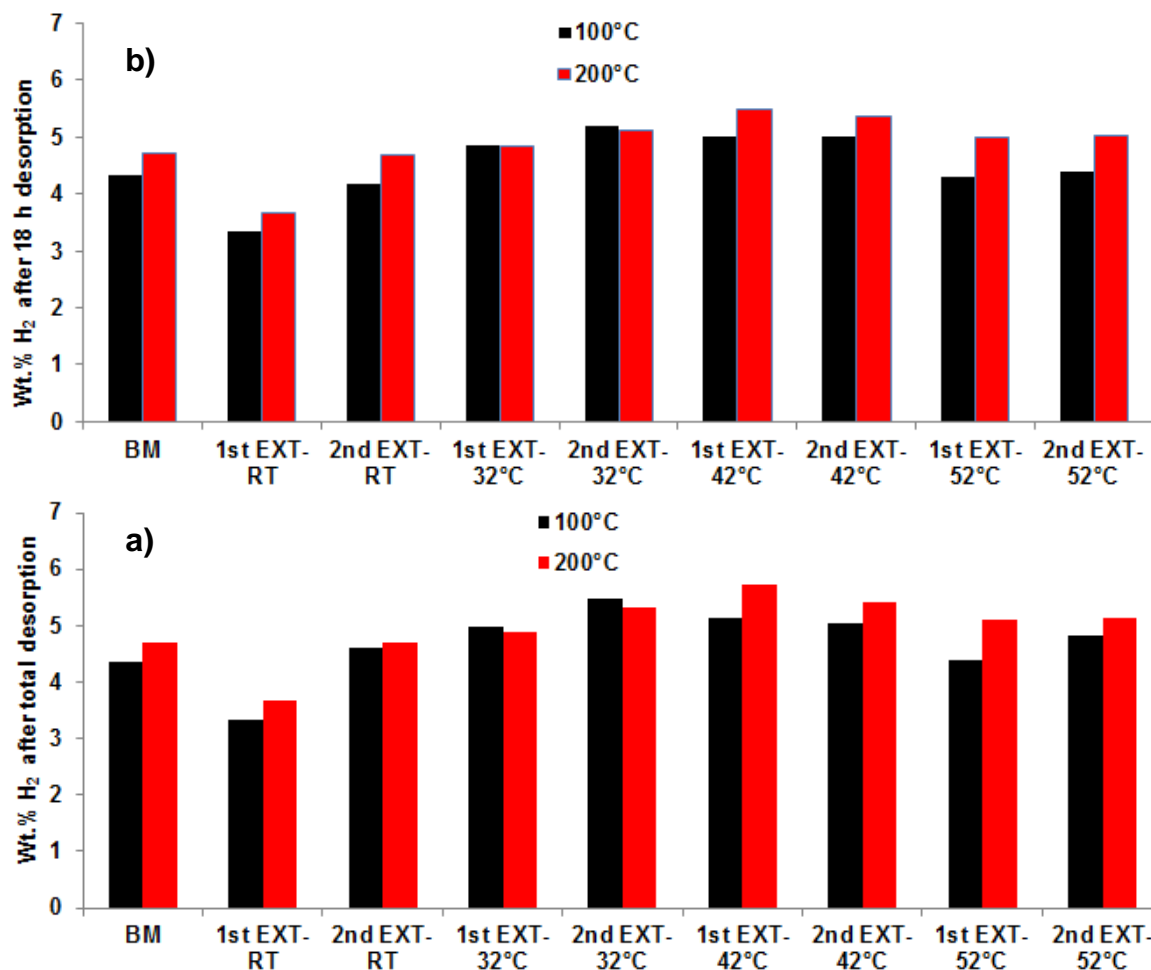 7
6
5
4
3
2
1
0
Wt.% H₂ after 18 h desorption
b)
100°C
200°C
BM
1st EXT-
RT
2nd EXT-
RT
1st EXT-
32°C
2nd EXT-
32°C
1st EXT-
42°C
2nd EXT-
42°C
1st EXT-
52°C
2nd EXT-
52°C
7
6
5
4
3
2
1
0
Wt.% H₂ after total desorption
a)
100°C
200°C
BM
1st EXT-
RT
2nd EXT-
RT
1st EXT-
32°C
2nd EXT-
32°C
1st EXT-
42°C
2nd EXT-
42°C
1st EXT-
52°C
2nd EXT-
52°C